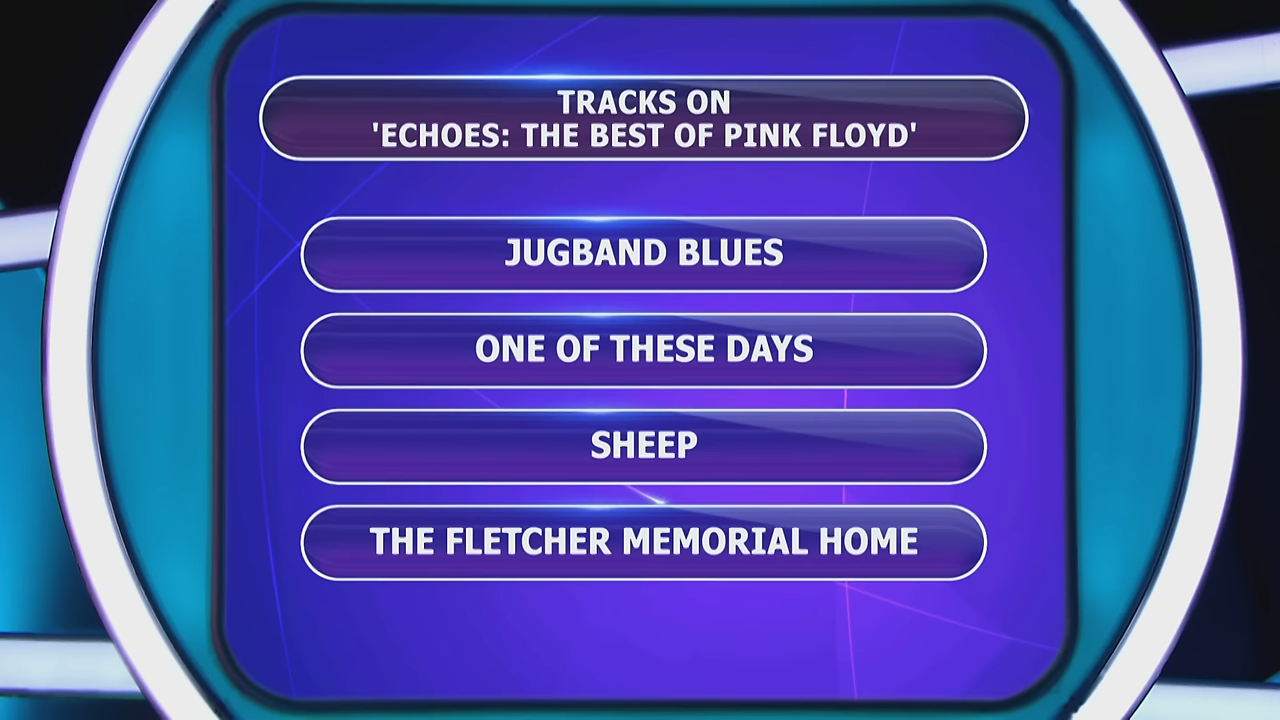 TRACKS ON
'ECHOES: THE BEST OF PINK FLOYD'
JUGBAND BLUES
ONE OF THESE DAYS
SHEEP
THE FLETCHER MEMORIAL HOME